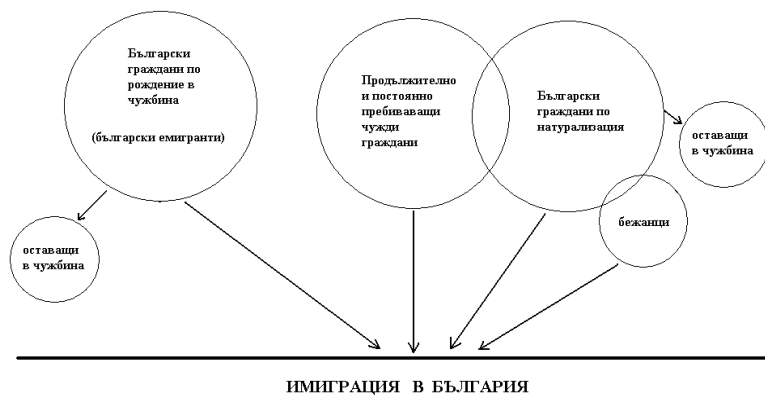 Български
граждани по
рождение в
чужбина
(български емигранти)
оставащи
в чужбина
Продължително
и постоянно
пребиваващи
чужди
граждани
Български
граждани по
натурализация
оставащи
в чужбина
бежанци
ИМИГРАЦИЯ В БЪЛГАРИЯ